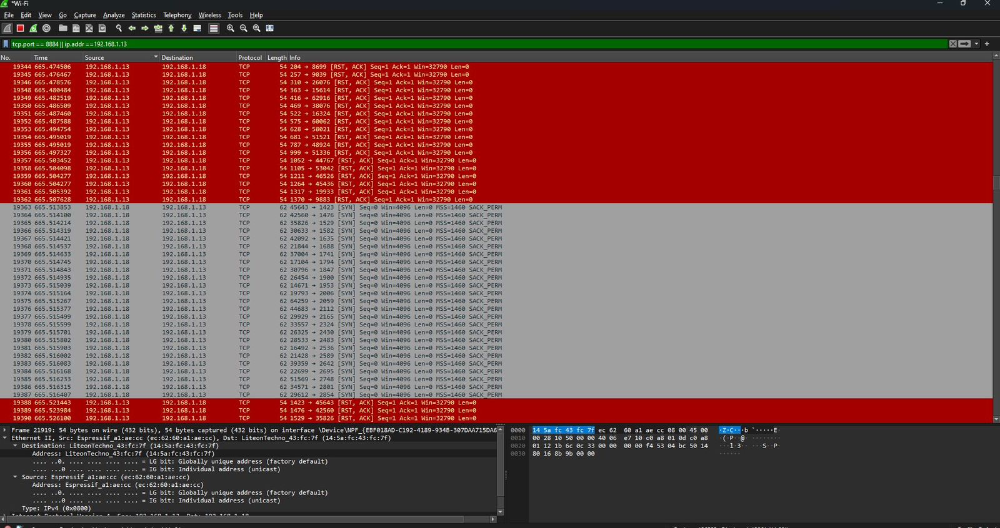 *Wi-Fi
File Edit View Go Capture Analyze Statistics Telephony Wireless Tools Help
tcp.port == 8884 || ip.addr ==192.168.1.13
No. Time Source Destination Protocol Length Info
19344 665.474506 192.168.1.13 192.168.1.18 TCP 54 204 → 8699 [RST, ACK] Seq=1 Ack=1 Win=32790 Len=0
19345 665.476467 192.168.1.13 192.168.1.18 TCP 54 257 → 9039 [RST, ACK] Seq=1 Ack=1 Win=32790 Len=0
19346 665.478576 192.168.1.13 192.168.1.18 TCP 54 310 → 26076 [RST, ACK] Seq=1 Ack=1 Win=32790 Len=0
19348 665.480484 192.168.1.13 192.168.1.18 TCP 54 363 → 15614 [RST, ACK] Seq=1 Ack=1 Win=32790 Len=0
19349 665.482519 192.168.1.13 192.168.1.18 TCP 54 416 → 62916 [RST, ACK] Seq=1 Ack=1 Win=32790 Len=0
19350 665.486509 192.168.1.13 192.168.1.18 TCP 54 469 → 38076 [RST, ACK] Seq=1 Ack=1 Win=32790 Len=0
19351 665.487460 192.168.1.13 192.168.1.18 TCP 54 522 → 16324 [RST, ACK] Seq=1 Ack=1 Win=32790 Len=0
19352 665.487588 192.168.1.13 192.168.1.18 TCP 54 575 → 60062 [RST, ACK] Seq=1 Ack=1 Win=32790 Len=0
19353 665.494754 192.168.1.13 192.168.1.18 TCP 54 628 → 58021 [RST, ACK] Seq=1 Ack=1 Win=32790 Len=0
19354 665.495019 192.168.1.13 192.168.1.18 TCP 54 681 → 51521 [RST, ACK] Seq=1 Ack=1 Win=32790 Len=0
19355 665.495019 192.168.1.13 192.168.1.18 TCP 54 787 → 48924 [RST, ACK] Seq=1 Ack=1 Win=32790 Len=0
19356 665.497327 192.168.1.13 192.168.1.18 TCP 54 999 → 51336 [RST, ACK] Seq=1 Ack=1 Win=32790 Len=0
19357 665.503452 192.168.1.13 192.168.1.18 TCP 54 1052 → 44767 [RST, ACK] Seq=1 Ack=1 Win=32790 Len=0
19358 665.504098 192.168.1.13 192.168.1.18 TCP 54 1105 → 53042 [RST, ACK] Seq=1 Ack=1 Win=32790 Len=0
19359 665.504277 192.168.1.13 192.168.1.18 TCP 54 1211 → 46526 [RST, ACK] Seq=1 Ack=1 Win=32790 Len=0
19360 665.504277 192.168.1.13 192.168.1.18 TCP 54 1264 → 45436 [RST, ACK] Seq=1 Ack=1 Win=32790 Len=0
19361 665.505392 192.168.1.13 192.168.1.18 TCP 54 1317 → 19933 [RST, ACK] Seq=1 Ack=1 Win=32790 Len=0
19362 665.507628 192.168.1.13 192.168.1.18 TCP 54 1370 → 9883 [RST, ACK] Seq=1 Ack=1 Win=32790 Len=0
19363 665.513853 192.168.1.18 192.168.1.13 TCP 62 45643 → 1423 [SYN] Seq=0 Win=4096 Len=0 MSS=1460 SACK_PERM
19364 665.514100 192.168.1.18 192.168.1.13 TCP 62 42560 → 1476 [SYN] Seq=0 Win=4096 Len=0 MSS=1460 SACK_PERM
19365 665.514214 192.168.1.18 192.168.1.13 TCP 62 35826 → 1529 [SYN] Seq=0 Win=4096 Len=0 MSS=1460 SACK_PERM
19366 665.514319 192.168.1.18 192.168.1.13 TCP 62 30633 → 1582 [SYN] Seq=0 Win=4096 Len=0 MSS=1460 SACK_PERM
19367 665.514421 192.168.1.18 192.168.1.13 TCP 62 42092 → 1635 [SYN] Seq=0 Win=4096 Len=0 MSS=1460 SACK_PERM
19368 665.514537 192.168.1.18 192.168.1.13 TCP 62 21844 → 1688 [SYN] Seq=0 Win=4096 Len=0 MSS=1460 SACK_PERM
19369 665.514633 192.168.1.18 192.168.1.13 TCP 62 37004 → 1741 [SYN] Seq=0 Win=4096 Len=0 MSS=1460 SACK_PERM
19370 665.514745 192.168.1.18 192.168.1.13 TCP 62 17104 → 1794 [SYN] Seq=0 Win=4096 Len=0 MSS=1460 SACK_PERM
19371 665.514843 192.168.1.18 192.168.1.13 TCP 62 30796 → 1847 [SYN] Seq=0 Win=4096 Len=0 MSS=1460 SACK_PERM
19372 665.514935 192.168.1.18 192.168.1.13 TCP 62 26454 → 1900 [SYN] Seq=0 Win=4096 Len=0 MSS=1460 SACK_PERM
19373 665.515039 192.168.1.18 192.168.1.13 TCP 62 14671 → 1953 [SYN] Seq=0 Win=4096 Len=0 MSS=1460 SACK_PERM
19374 665.515164 192.168.1.18 192.168.1.13 TCP 62 19793 → 2006 [SYN] Seq=0 Win=4096 Len=0 MSS=1460 SACK_PERM
19375 665.515267 192.168.1.18 192.168.1.13 TCP 62 64259 → 2059 [SYN] Seq=0 Win=4096 Len=0 MSS=1460 SACK_PERM
19376 665.515377 192.168.1.18 192.168.1.13 TCP 62 44683 → 2112 [SYN] Seq=0 Win=4096 Len=0 MSS=1460 SACK_PERM
19377 665.515499 192.168.1.18 192.168.1.13 TCP 62 29929 → 2165 [SYN] Seq=0 Win=4096 Len=0 MSS=1460 SACK_PERM
19378 665.515599 192.168.1.18 192.168.1.13 TCP 62 33557 → 2324 [SYN] Seq=0 Win=4096 Len=0 MSS=1460 SACK_PERM
19379 665.515701 192.168.1.18 192.168.1.13 TCP 62 26325 → 2430 [SYN] Seq=0 Win=4096 Len=0 MSS=1460 SACK_PERM
19380 665.515802 192.168.1.18 192.168.1.13 TCP 62 28533 → 2483 [SYN] Seq=0 Win=4096 Len=0 MSS=1460 SACK_PERM
19381 665.515903 192.168.1.18 192.168.1.13 TCP 62 16492 → 2536 [SYN] Seq=0 Win=4096 Len=0 MSS=1460 SACK_PERM
19382 665.516002 192.168.1.18 192.168.1.13 TCP 62 21428 → 2589 [SYN] Seq=0 Win=4096 Len=0 MSS=1460 SACK_PERM
19383 665.516083 192.168.1.18 192.168.1.13 TCP 62 39359 → 2642 [SYN] Seq=0 Win=4096 Len=0 MSS=1460 SACK_PERM
19384 665.516168 192.168.1.18 192.168.1.13 TCP 62 22699 → 2695 [SYN] Seq=0 Win=4096 Len=0 MSS=1460 SACK_PERM
19385 665.516233 192.168.1.18 192.168.1.13 TCP 62 51569 → 2748 [SYN] Seq=0 Win=4096 Len=0 MSS=1460 SACK_PERM
19386 665.516315 192.168.1.18 192.168.1.13 TCP 62 34571 → 2801 [SYN] Seq=0 Win=4096 Len=0 MSS=1460 SACK_PERM
19387 665.516407 192.168.1.18 192.168.1.13 TCP 62 29612 → 2854 [SYN] Seq=0 Win=4096 Len=0 MSS=1460 SACK_PERM
19388 665.521443 192.168.1.13 192.168.1.18 TCP 54 1423 → 45643 [RST, ACK] Seq=1 Ack=1 Win=32790 Len=0
19389 665.523984 192.168.1.13 192.168.1.18 TCP 54 1476 → 42560 [RST, ACK] Seq=1 Ack=1 Win=32790 Len=0
19390 665.526100 192.168.1.13 192.168.1.18 TCP 54 1529 → 35826 [RST, ACK] Seq=1 Ack=1 Win=32790 Len=0
Frame 21919: 54 bytes on wire (432 bits), 54 bytes captured (432 bits) on interface \Device\NPF_{EBF018AD-C192-4189-934B-307DAA715DA6
Ethernet II, Src: Espressif_a1:ae:cc (ec:62:60:a1:ae:cc), Dst: LiteonTechno_43:fc:7f (14:5a:fc:43:fc:7f)
Destination: LiteonTechno_43:fc:7f (14:5a:fc:43:fc:7f)
Address: LiteonTechno_43:fc:7f (14:5a:fc:43:fc:7f)
.... ..0. .... .... .... .... = LG bit: Globally unique address (factory default)
.... ...0 .... .... .... .... = IG bit: Individual address (unicast)
Source: Espressif_a1:ae:cc (ec:62:60:a1:ae:cc)
Address: Espressif_a1:ae:cc (ec:62:60:a1:ae:cc)
.... ..0. .... .... .... .... = LG bit: Globally unique address (factory default)
.... ...0 .... .... .... .... = IG bit: Individual address (unicast)
Type: IPv4 (0x0800)
0000 14 5a fc 43 fc 7f ec 62 60 a1 ae cc 08 00 45 00 ·Z·C···b `·····E·
0010 00 28 10 50 00 00 40 06 e7 10 c0 a8 01 0d c0 a8 ·(·P··@· ········
0020 01 12 1b 6c 0c 33 00 00 00 00 f4 53 04 bc 50 14 ···l·3·· ···S··P·
0030 80 16 8b 9b 00 00 ······